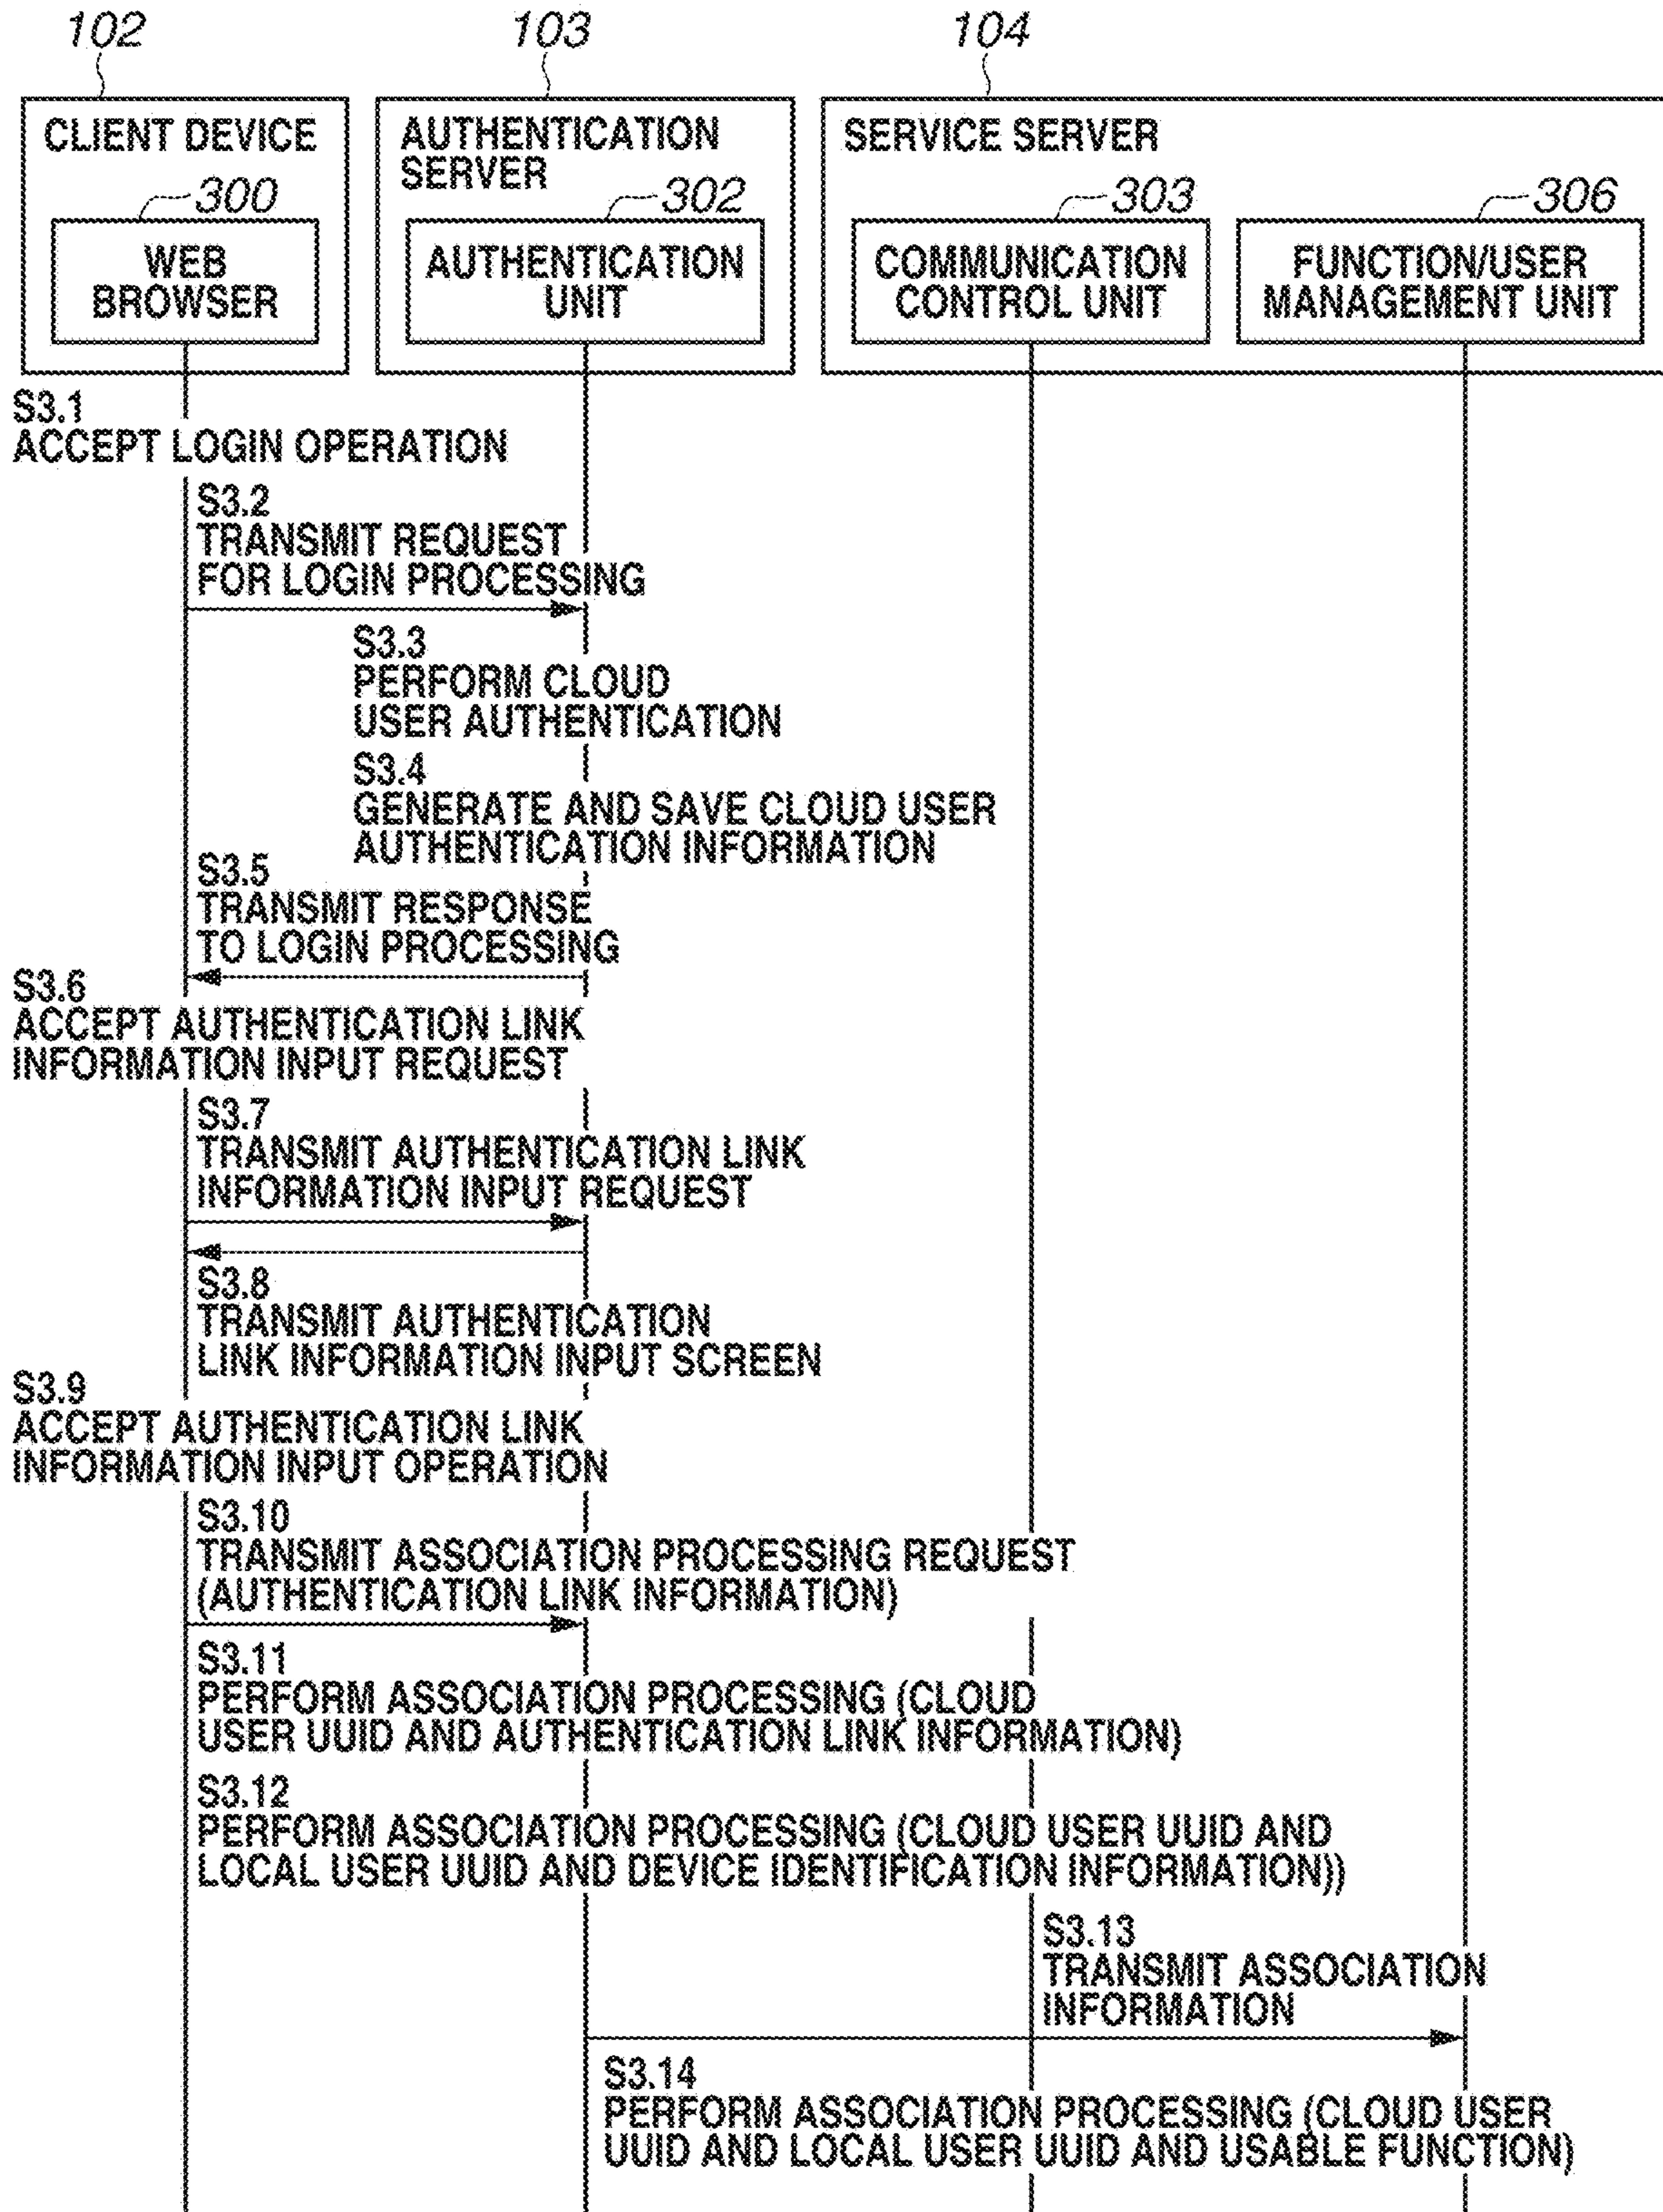 102
103
104
CLIENT DEVICE
AUTHENTICATION
SERVER
SERVICE SERVER
300
302
303
306
WEB
BROWSER
AUTHENTICATION
UNIT
COMMUNICATION
CONTROL UNIT
FUNCTION/USER
MANAGEMENT UNIT
S3.1
ACCEPT LOGIN OPERATION
S3.2
TRANSMIT REQUEST
FOR LOGIN PROCESSING
S3.3
PERFORM CLOUD
USER AUTHENTICATION
S3.4
GENERATE AND SAVE CLOUD USER
AUTHENTICATION INFORMATION
S3.5
TRANSMIT RESPONSE
TO LOGIN PROCESSING
S3.6
ACCEPT AUTHENTICATION LINK
INFORMATION INPUT REQUEST
S3.7
TRANSMIT AUTHENTICATION LINK
INFORMATION INPUT REQUEST
S3.8
TRANSMIT AUTHENTICATION
LINK INFORMATION INPUT SCREEN
S3.9
ACCEPT AUTHENTICATION LINK
INFORMATION INPUT OPERATION
S3.10
TRANSMIT ASSOCIATION PROCESSING REQUEST
(AUTHENTICATION LINK INFORMATION)
S3.11
PERFORM ASSOCIATION PROCESSING (CLOUD
USER UUID AND AUTHENTICATION LINK INFORMATION)
S3.12
PERFORM ASSOCIATION PROCESSING (CLOUD USER UUID AND
LOCAL USER UUID AND DEVICE IDENTIFICATION INFORMATION))
S3.13
TRANSMIT ASSOCIATION
INFORMATION
S3.14
PERFORM ASSOCIATION PROCESSING (CLOUD USER
UUID AND LOCAL USER UUID AND USABLE FUNCTION)